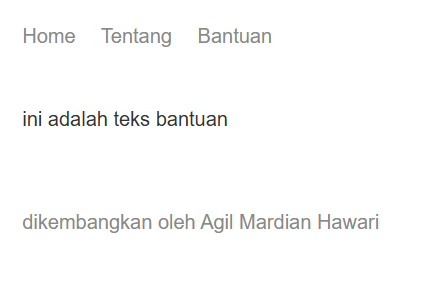 Home Tentang Bantuan
ini adalah teks bantuan
dikembangkan oleh Agil Mardian Hawari